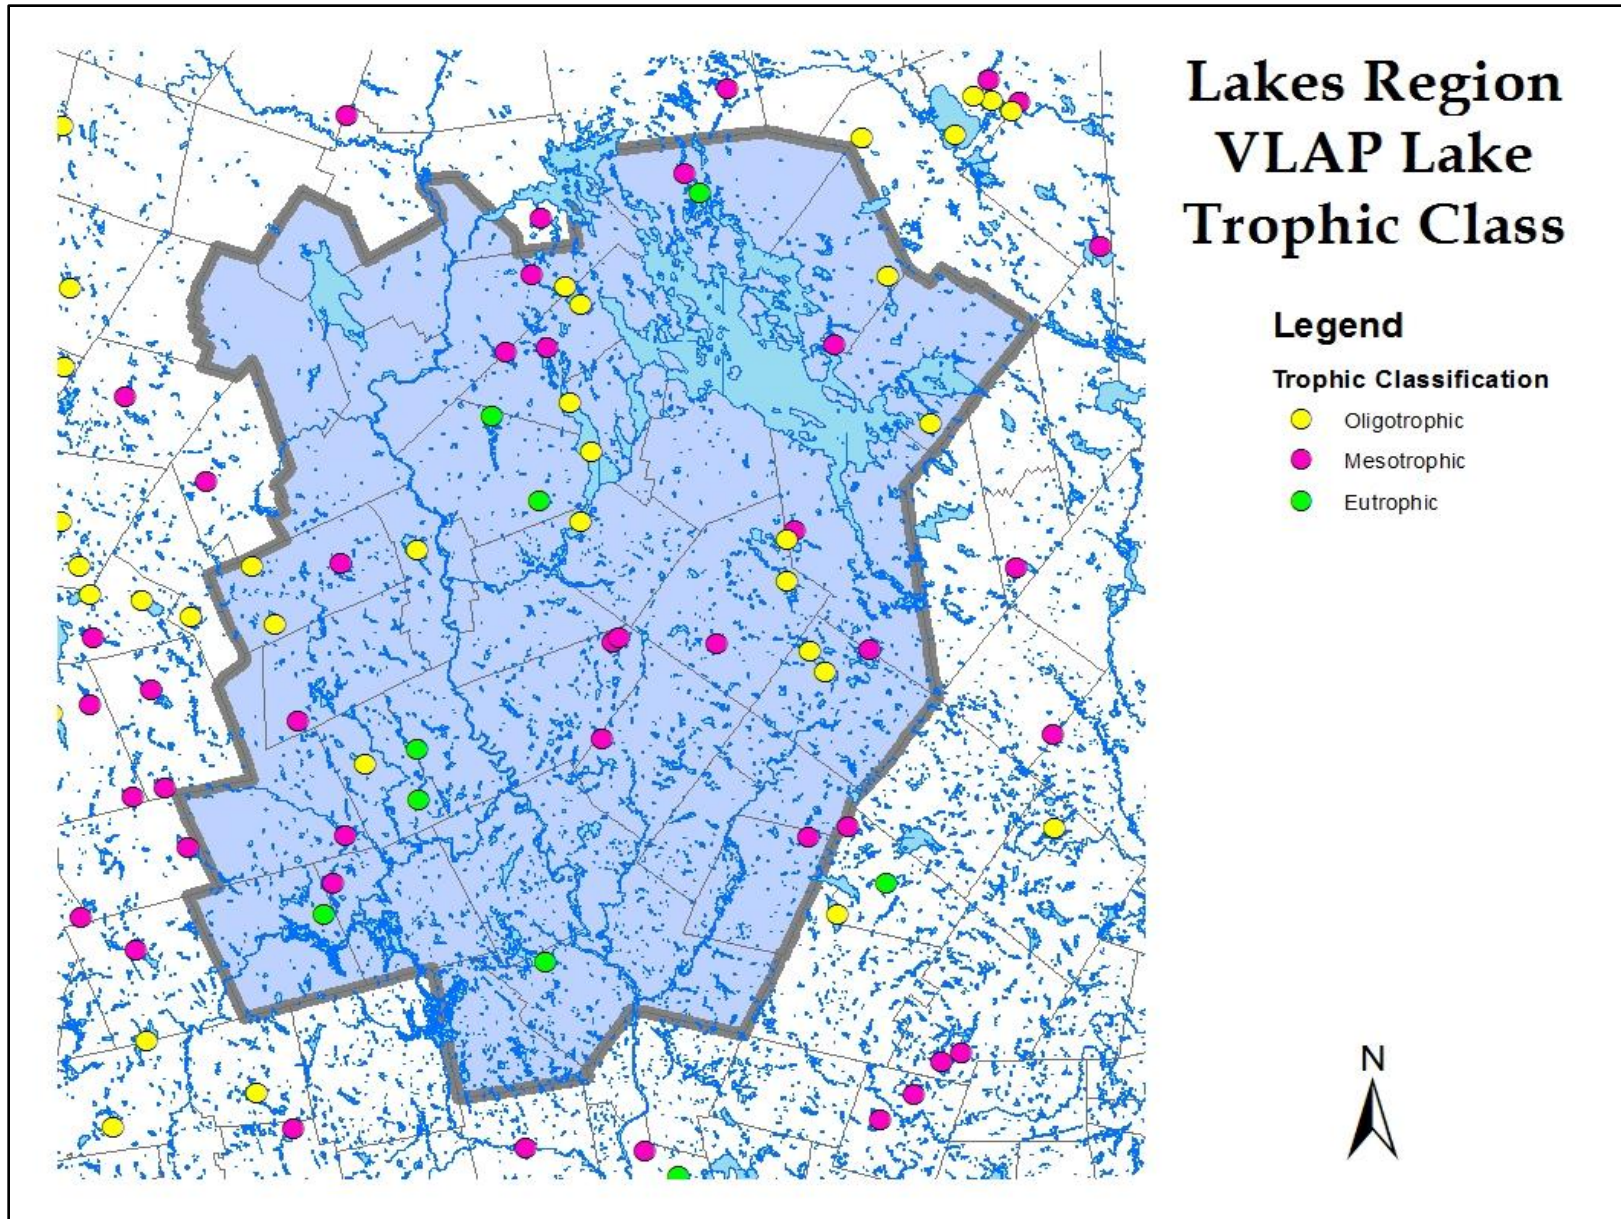 Lakes Region
VLAP Lake
Trophic Class
Legend
Trophic Classification
Oligotrophic
Mesotrophic
Eutrophic
N